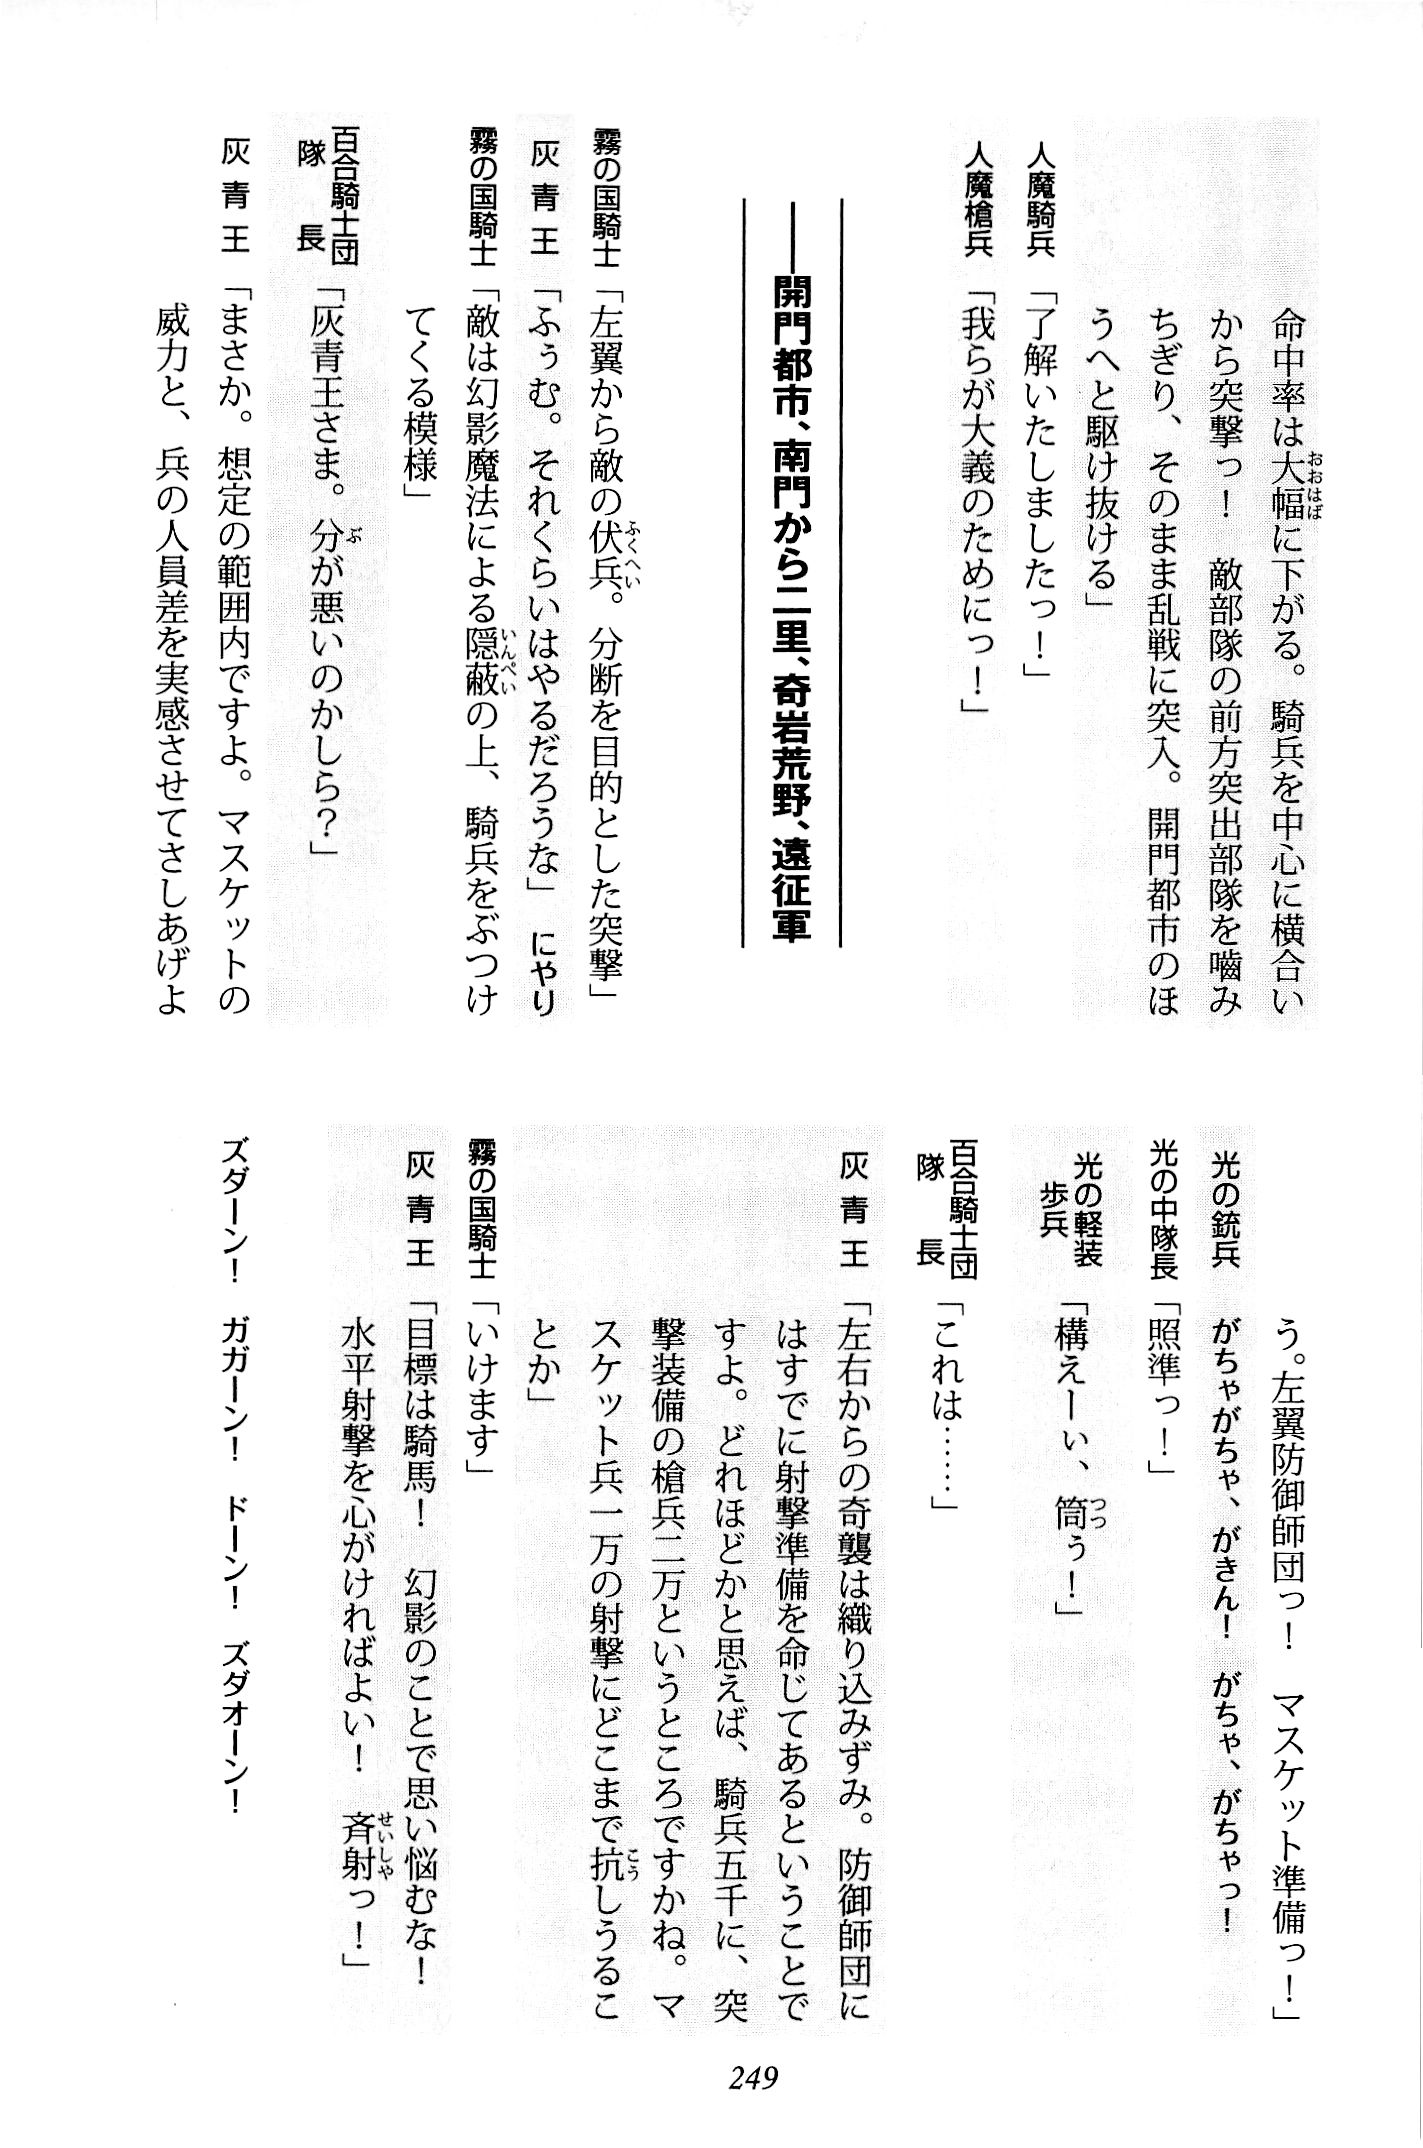 命中率は大幅に下がる。騎兵を中心に横合い
から突撃っ！　敵部隊の前方突出部隊を嚙み
ちぎり、そのまま乱戦に突入。開門都市のほ
うへと駆け抜ける」
人魔騎兵「了解いたしましたっ！」
人魔槍兵「我らが大義のためにっ！」
――開門都市、南門から二里、奇岩荒野、遠征軍
霧の国騎士「左翼から敵の伏兵。分断を目的とした突撃」
灰青王「ふぅむ。それくらいはやるだろうな」にやり
霧の国騎士「敵は幻影魔法による隠蔽の上、騎兵をぶつけ
てくる模様」
百合騎士団隊長「灰青王さま。分が悪いのかしら？」
灰青王「まさか。想定の範囲内ですよ。マスケットの
威力と、兵の人員差を実感させてさしあげよ
う。左翼防御師団っ！　マスケット準備っ！」
光の銃兵　がちゃがちゃ、がきん！　がちゃ、がちゃっ！
光の中隊長「照準っ！」
光の軽装歩兵「構えーぃ、筒ぅ！」
百合騎士団隊長「これは……」
灰青王「左右からの奇襲は織り込みずみ。防御師団に
はすでに射撃準備を命じてあるということで
すよ。どれほどかと思えば、騎兵五千に、突
撃装備の槍兵二万というところですかね。マ
スケット兵一万の射撃にどこまで抗しうるこ
とか」
霧の国騎士「いけます」
灰青王「目標は騎馬！　幻影のことで思い悩むな！
水平射撃を心がければよい！　斉射っ！」
ズダーン！　ガガーン！　ドーン！　ズダオーン！
249